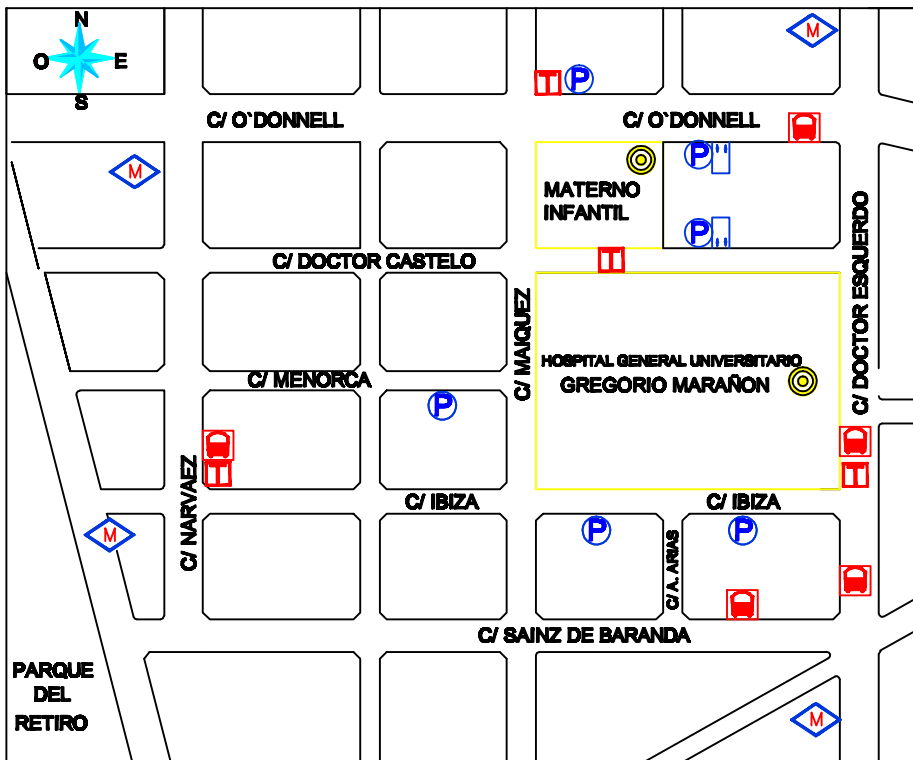 N
M
O E
S
T P
C/ O`DONNELL
C/ O`DONNELL
M
P
MATERNO
INFANTIL
P
C/ DOCTOR CASTELO
T
C/ DOCTOR ESQUERDO
C/ MAIQUEZ
HOSPITAL GENERAL UNIVERSITARIO
GREGORIO MARAÑON
C/ MENORCA
P
T
T
C/ NARVAEZ
C/ IBIZA
C/ IBIZA
M
P
P
C/ A. ARIAS
C/ SAINZ DE BARANDA
PARQUE
DEL
RETIRO
M